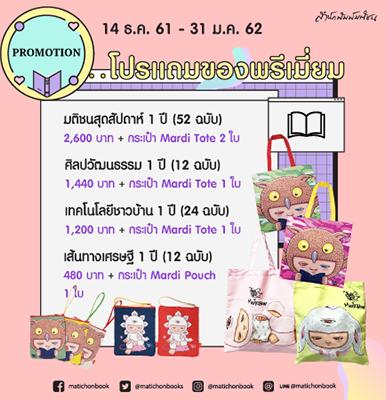 14 ธ.ค. 61 - 31 ม.ค. 62
สำนักพิมพ์มติชน
PROMOTION
...โปรแถมของพรีเมี่ยม
มติชนสุดสัปดาห์ 1 ปี (52 ฉบับ)
2,600 บาท + กระเป๋า Mardi Tote 2 ใบ
ศิลปวัฒนธรรม 1 ปี (12 ฉบับ)
1,440 บาท + กระเป๋า Mardi Tote 1 ใบ
เทคโนโลยีชาวบ้าน 1 ปี (24 ฉบับ)
1,200 บาท + กระเป๋า Mardi Tote 1 ใบ
เส้นทางเศรษฐี 1 ปี (12 ฉบับ)
480 บาท + กระเป๋า Mardi Pouch
1 ใบ
matichonbook @matichonbooks @matichonbook LINE @matichonbook